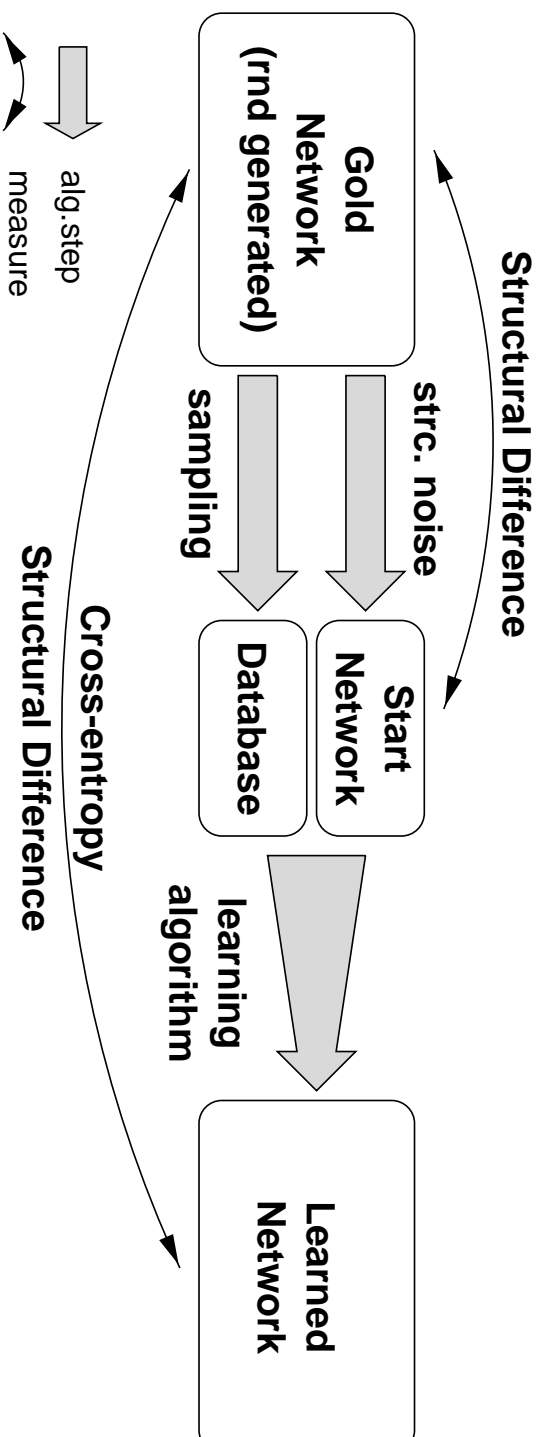 Structural Difference
Gold
Network
(rnd generated)
strc. noise
sampling
Start
Network
Database
learning
algorithm
Learned
Network
Cross-entropy
Structural Difference
alg.step
measure